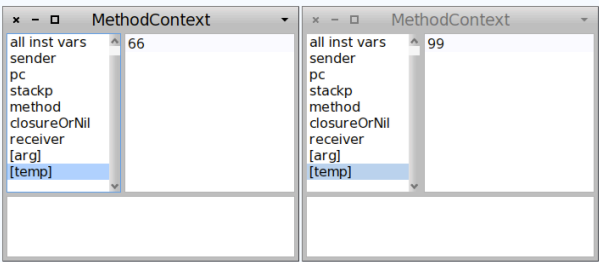 MethodContext
all inst vars
sender
pc
stackp
method
closureOrNil
receiver
[arg]
[temp]
66
MethodContext
all inst vars
sender
pc
stackp
method
closureOrNil
receiver
[arg]
[temp]
99